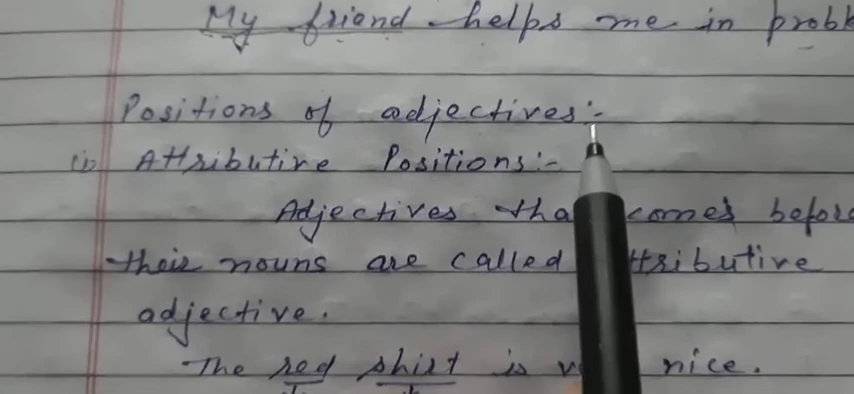 My friend helps me in
Positions of adjectives:-
(i) Attributive Positions:-
Adjectives comes before
their nouns are called
adjective.
The red shirt is nice.